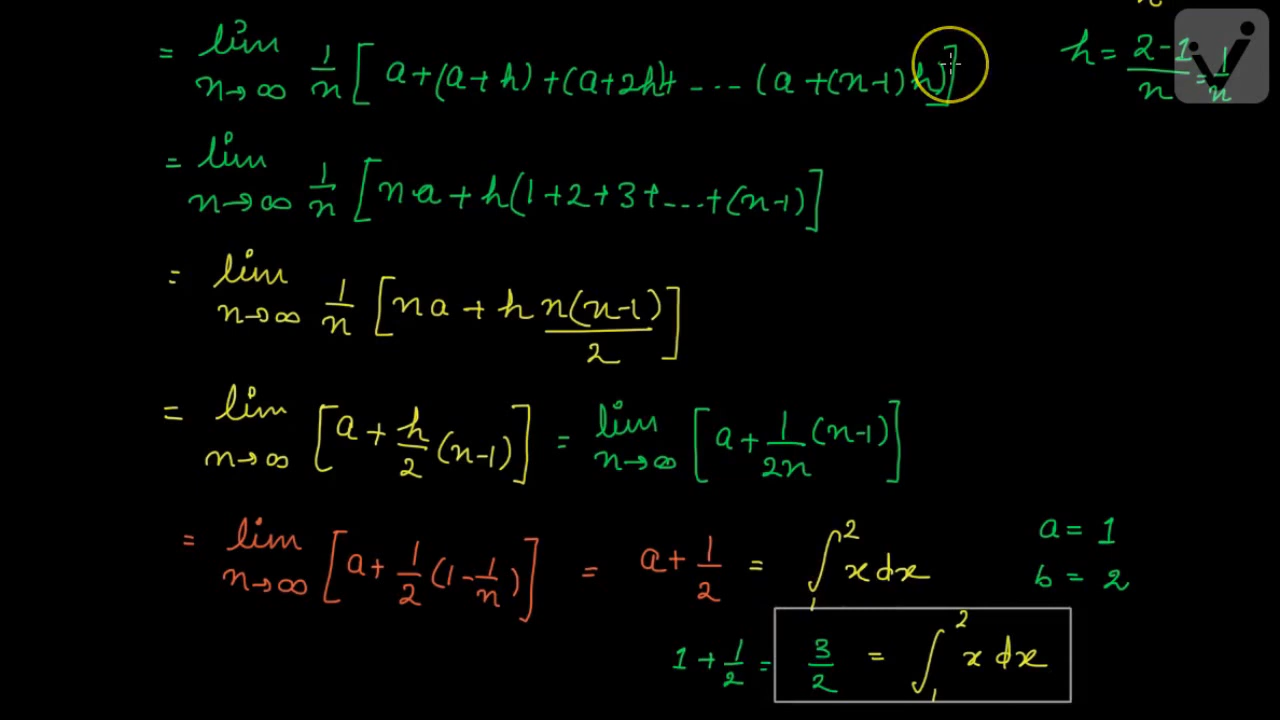 = lim n→∞ 1/n [ a + (a + h) + (a + 2h)+ --- (a + (n-1)h) ]
h = 2-1/n = 1/n
= lim n→∞ 1/n [ n·a + h(1 + 2 + 3 + ... + (n-1) ]
= lim n→∞ 1/n [ na + h n(n-1)/2 ]
= lim n→∞ [ a + h/2 (n-1) ] = lim n→∞ [ a + 1/2n (n-1) ]
= lim n→∞ [ a + 1/2 (1 - 1/n) ] = a + 1/2 = ∫₁² x dx
a = 1
b = 2
1 + 1/2 = 3/2 = ∫₁² x dx